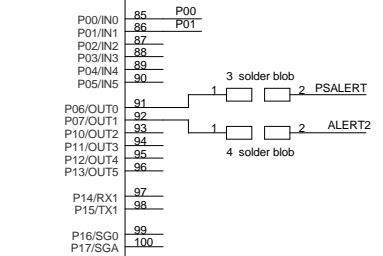 P00/IN0 85 P00
P01/IN1 86 P01
P02/IN2 87
P03/IN3 88
P04/IN4 89
P05/IN5 90
3 solder blob
1 2 PSALERT
P06/OUT0 91
P07/OUT1 92
P10/OUT2 93
1 2 ALERT2
P11/OUT3 94
4 solder blob
P12/OUT4 95
P13/OUT5 96
P14/RX1 97
P15/TX1 98
P16/SG0 99
P17/SGA 100